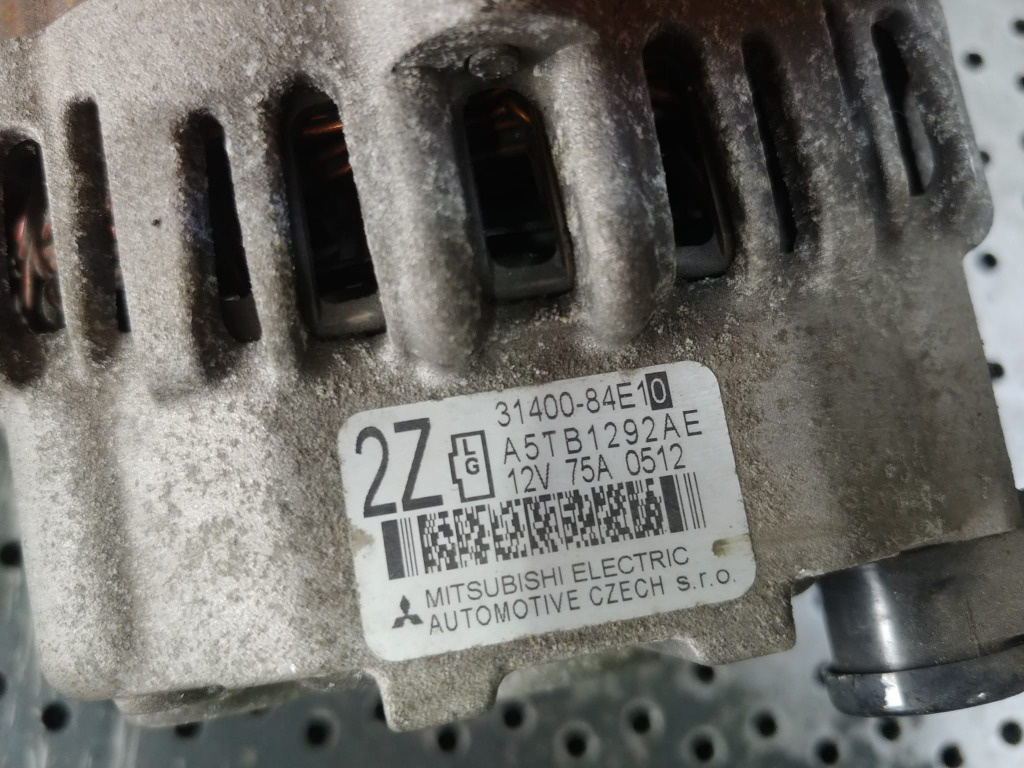 31400-84E10
2Z
L
G
A5TB1292AE
12V 75A 0512
MITSUBISHI ELECTRIC
AUTOMOTIVE CZECH s.r.o.